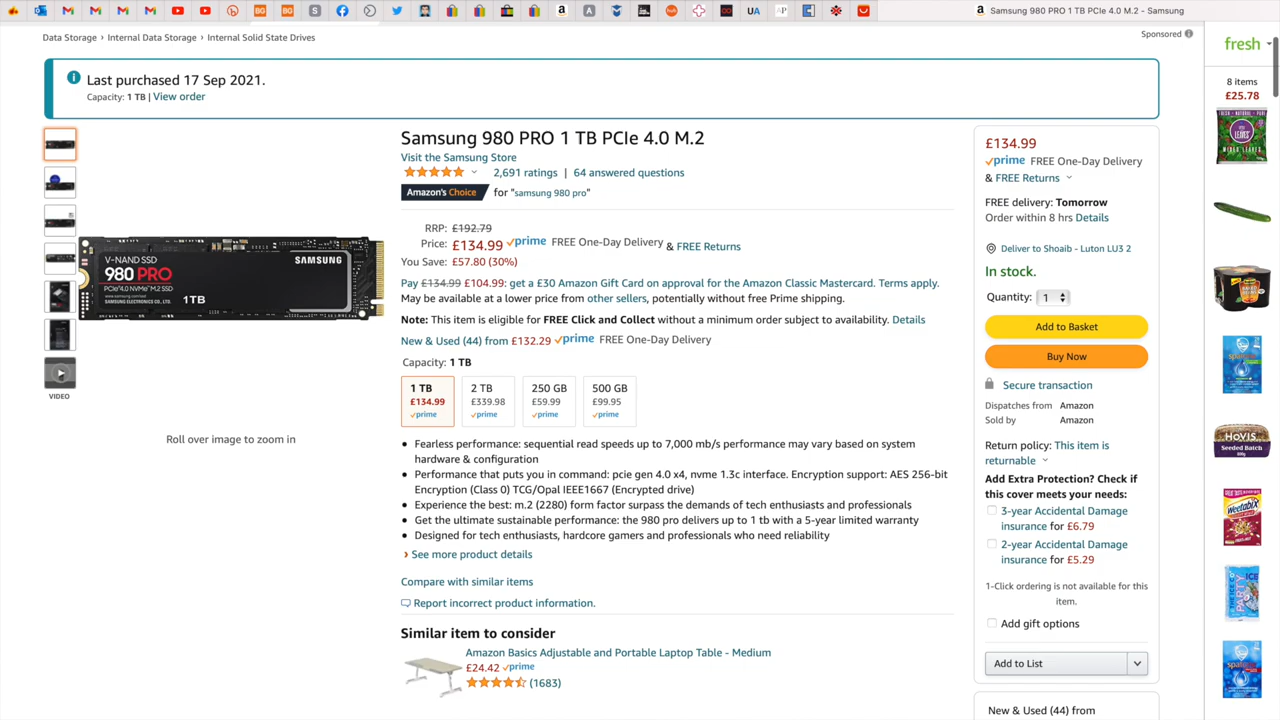 BG
BG
S
A
UA
AP
Samsung 980 PRO 1 TB PCIe 4.0 M.2 - Samsung
Data Storage › Internal Data Storage › Internal Solid State Drives
Sponsored
fresh
8 items
£25.78
Last purchased 17 Sep 2021.
Capacity: 1 TB | View order
V-NAND SSD
980 PRO
PCIe 4.0 NVMe M.2 SSD
SAMSUNG
1TB
VIDEO
Roll over image to zoom in
Samsung 980 PRO 1 TB PCIe 4.0 M.2
Visit the Samsung Store
2,691 ratings | 64 answered questions
Amazon's Choice for "samsung 980 pro"
RRP: £192.79
Price: £134.99 prime FREE One-Day Delivery & FREE Returns
You Save: £57.80 (30%)
Pay £134.99 £104.99: get a £30 Amazon Gift Card on approval for the Amazon Classic Mastercard. Terms apply.
May be available at a lower price from other sellers, potentially without free Prime shipping.
Note: This item is eligible for FREE Click and Collect without a minimum order subject to availability. Details
New & Used (44) from £132.29 prime FREE One-Day Delivery
Capacity: 1 TB
1 TB
£134.99
prime
2 TB
£339.98
prime
250 GB
£59.99
prime
500 GB
£99.95
prime
• Fearless performance: sequential read speeds up to 7,000 mb/s performance may vary based on system
hardware & configuration
• Performance that puts you in command: pcie gen 4.0 x4, nvme 1.3c interface. Encryption support: AES 256-bit
Encryption (Class 0) TCG/Opal IEEE1667 (Encrypted drive)
• Experience the best: m.2 (2280) form factor surpass the demands of tech enthusiasts and professionals
• Get the ultimate sustainable performance: the 980 pro delivers up to 1 tb with a 5-year limited warranty
• Designed for tech enthusiasts, hardcore gamers and professionals who need reliability
› See more product details
Compare with similar items
Report incorrect product information.
Similar item to consider
Amazon Basics Adjustable and Portable Laptop Table - Medium
£24.42 prime
(1683)
£134.99
prime FREE One-Day Delivery
& FREE Returns
FREE delivery: Tomorrow
Order within 8 hrs Details
Deliver to Shoaib - Luton LU3 2
In stock.
Quantity: 1
Add to Basket
Buy Now
Secure transaction
Dispatches from Amazon
Sold by Amazon
Return policy: This item is
returnable
Add Extra Protection? Check if
this cover meets your needs:
3-year Accidental Damage
insurance for £6.79
2-year Accidental Damage
insurance for £5.29
1-Click ordering is not available for this
item.
Add gift options
Add to List
New & Used (44) from
HOVIS
Seeded Batch
Weetabix